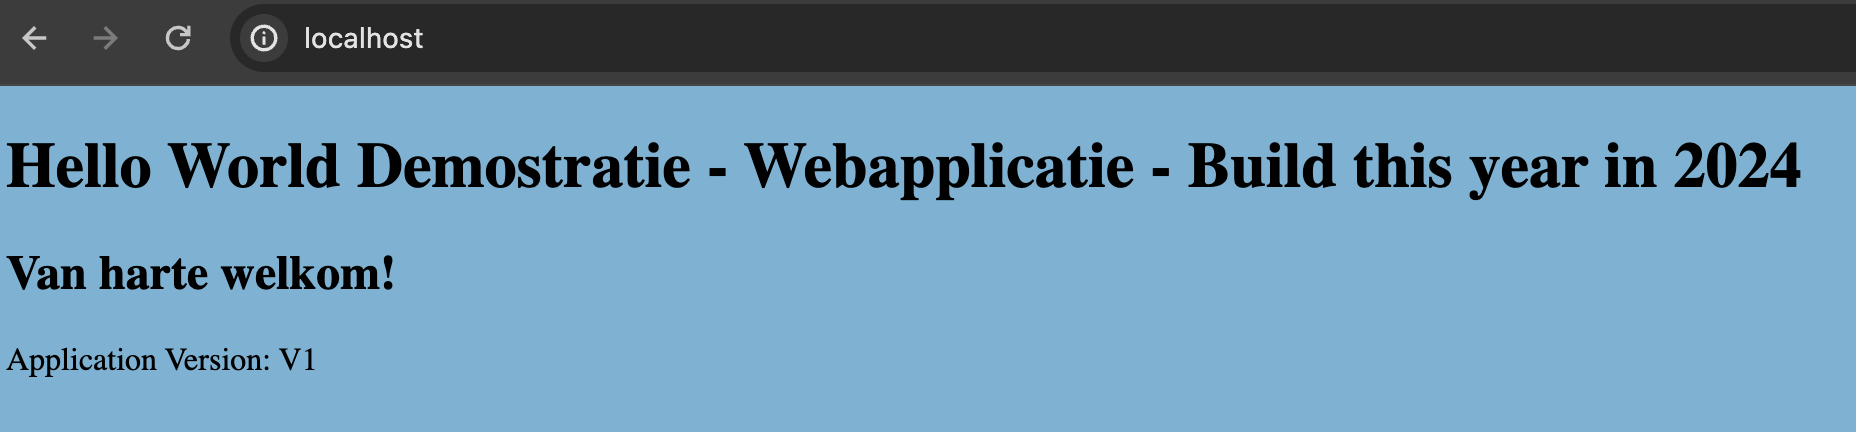 localhost
Hello World Demostratie - Webapplicatie - Build this year in 2024
Van harte welkom!
Application Version: V1